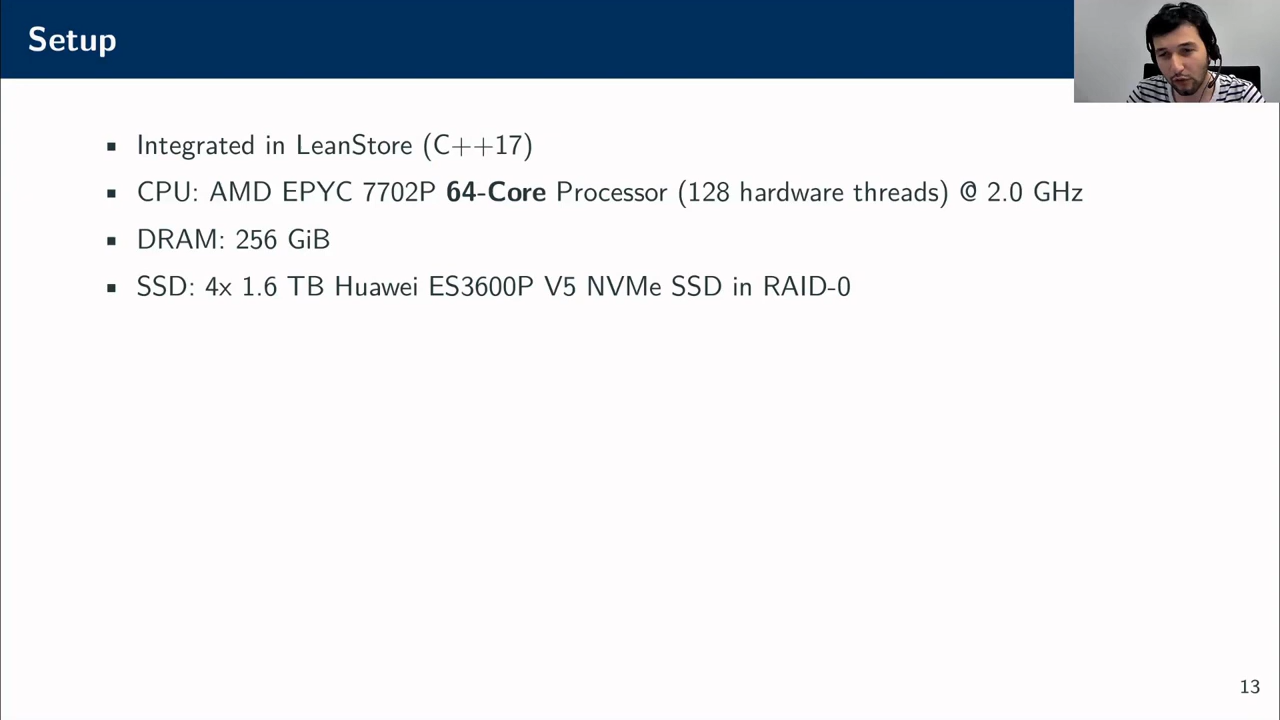 Setup
Integrated in LeanStore (C++17)
CPU: AMD EPYC 7702P 64-Core Processor (128 hardware threads) @ 2.0 GHz
DRAM: 256 GiB
SSD: 4x 1.6 TB Huawei ES3600P V5 NVMe SSD in RAID-0
13